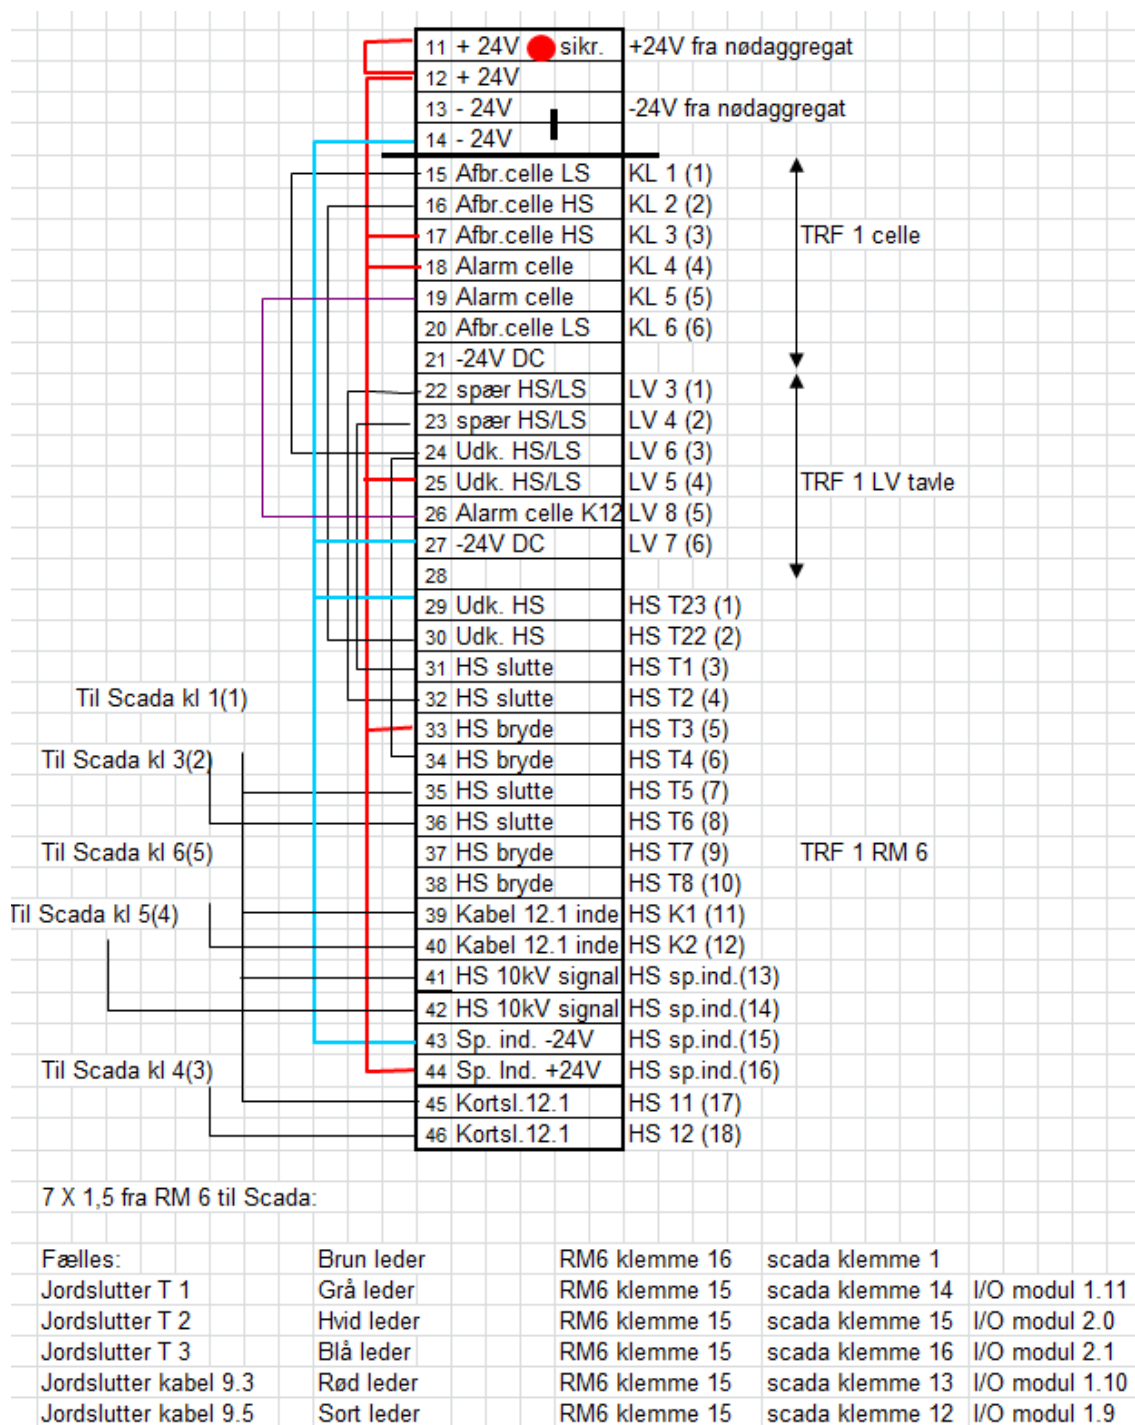 11 + 24V sikr. +24V fra nødaggregat
12 + 24V
13 - 24V -24V fra nødaggregat
14 - 24V
15 Afbr.celle LS KL 1 (1)
16 Afbr.celle HS KL 2 (2)
17 Afbr.celle HS KL 3 (3) TRF 1 celle
18 Alarm celle KL 4 (4)
19 Alarm celle KL 5 (5)
20 Afbr.celle LS KL 6 (6)
21 -24V DC
22 spær HS/LS LV 3 (1)
23 spær HS/LS LV 4 (2)
24 Udk. HS/LS LV 6 (3)
25 Udk. HS/LS LV 5 (4) TRF 1 LV tavle
26 Alarm celle K12 LV 8 (5)
27 -24V DC LV 7 (6)
28
29 Udk. HS HS T23 (1)
30 Udk. HS HS T22 (2)
31 HS slutte HS T1 (3)
Til Scada kl 1(1) 32 HS slutte HS T2 (4)
33 HS bryde HS T3 (5)
Til Scada kl 3(2) 34 HS bryde HS T4 (6)
35 HS slutte HS T5 (7)
36 HS slutte HS T6 (8)
Til Scada kl 6(5) 37 HS bryde HS T7 (9) TRF 1 RM 6
38 HS bryde HS T8 (10)
Til Scada kl 5(4) 39 Kabel 12.1 inde HS K1 (11)
40 Kabel 12.1 inde HS K2 (12)
41 HS 10kV signal HS sp.ind.(13)
42 HS 10kV signal HS sp.ind.(14)
43 Sp. ind. -24V HS sp.ind.(15)
Til Scada kl 4(3) 44 Sp. Ind. +24V HS sp.ind.(16)
45 Kortsl.12.1 HS 11 (17)
46 Kortsl.12.1 HS 12 (18)
7 X 1,5 fra RM 6 til Scada:
Fælles: Brun leder RM6 klemme 16 scada klemme 1
Jordslutter T 1 Grå leder RM6 klemme 15 scada klemme 14 I/O modul 1.11
Jordslutter T 2 Hvid leder RM6 klemme 15 scada klemme 15 I/O modul 2.0
Jordslutter T 3 Blå leder RM6 klemme 15 scada klemme 16 I/O modul 2.1
Jordslutter kabel 9.3 Rød leder RM6 klemme 15 scada klemme 13 I/O modul 1.10
Jordslutter kabel 9.5 Sort leder RM6 klemme 15 scada klemme 12 I/O modul 1.9